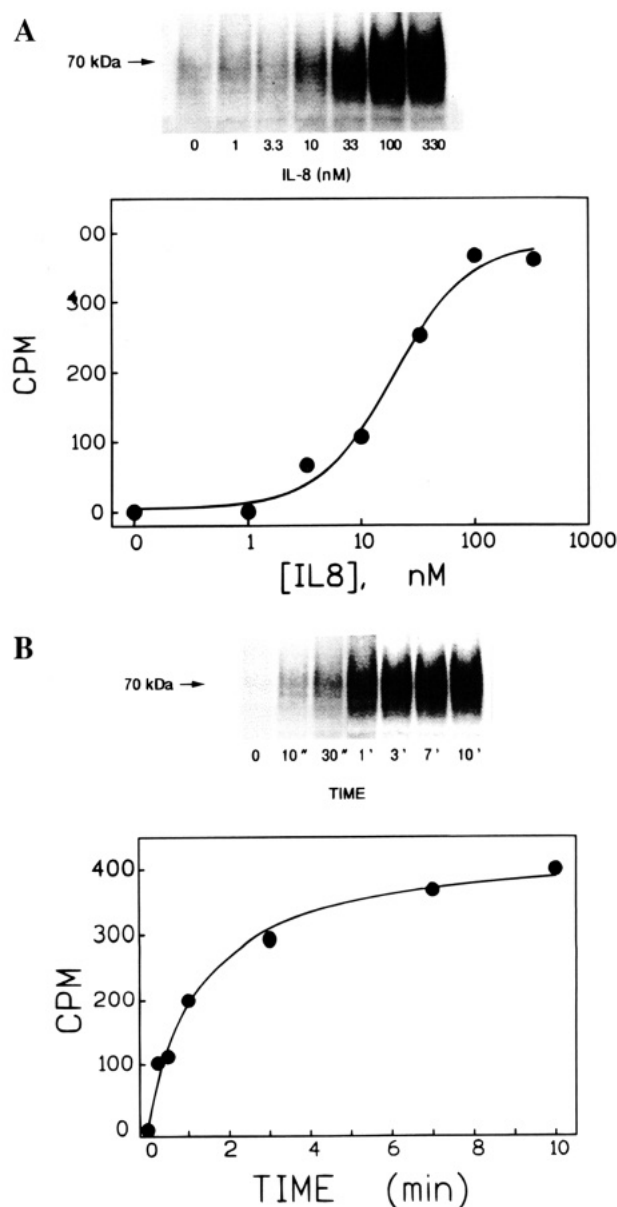 A
70 kDa →
0 1 3.3 10 33 100 330
IL-8 (nM)
00
300
200
100
0
CPM
0 1 10 100 1000
[IL8], nM
B
70 kDa →
0 10" 30" 1' 3' 7' 10'
TIME
400
300
200
100
0
CPM
0 2 4 6 8 10
TIME (min)